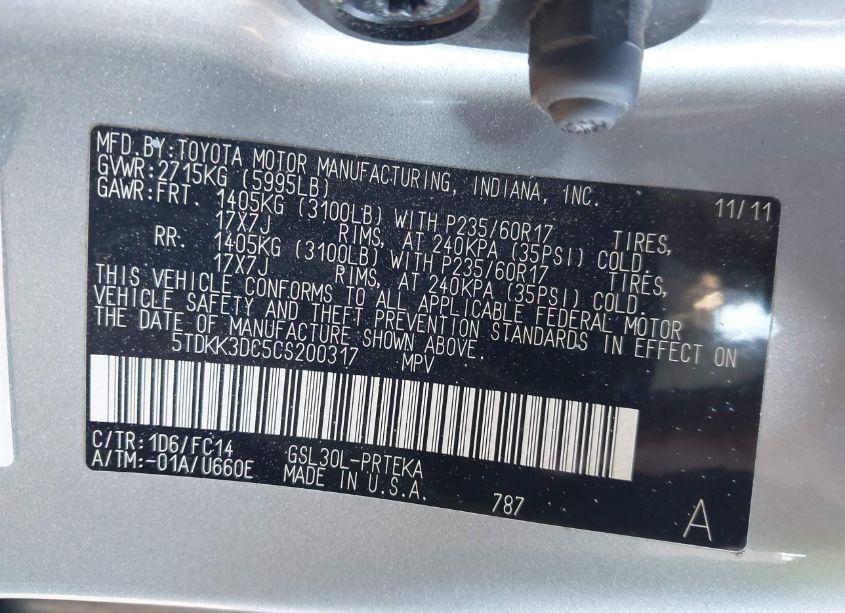 MFD.BY:TOYOTA MOTOR MANUFACTURING, INDIANA, INC.
GVWR:2715KG (5995LB) 11/11
GAWR:FRT. 1405KG (3100LB) WITH P235/60R17 TIRES,
17X7J RIMS, AT 240KPA (35PSI) COLD.
RR. 1405KG (3100LB) WITH P235/60R17 TIRES,
17X7J RIMS, AT 240KPA (35PSI) COLD.
THIS VEHICLE CONFORMS TO ALL APPLICABLE FEDERAL MOTOR
VEHICLE SAFETY AND THEFT PREVENTION STANDARDS IN EFFECT ON
THE DATE OF MANUFACTURE SHOWN ABOVE.
5TDKK3DC5CS200317 MPV
C/TR:1D6/FC14 GSL30L-PRTEKA
A/TM:-01A/U660E MADE IN U.S.A.
787 A